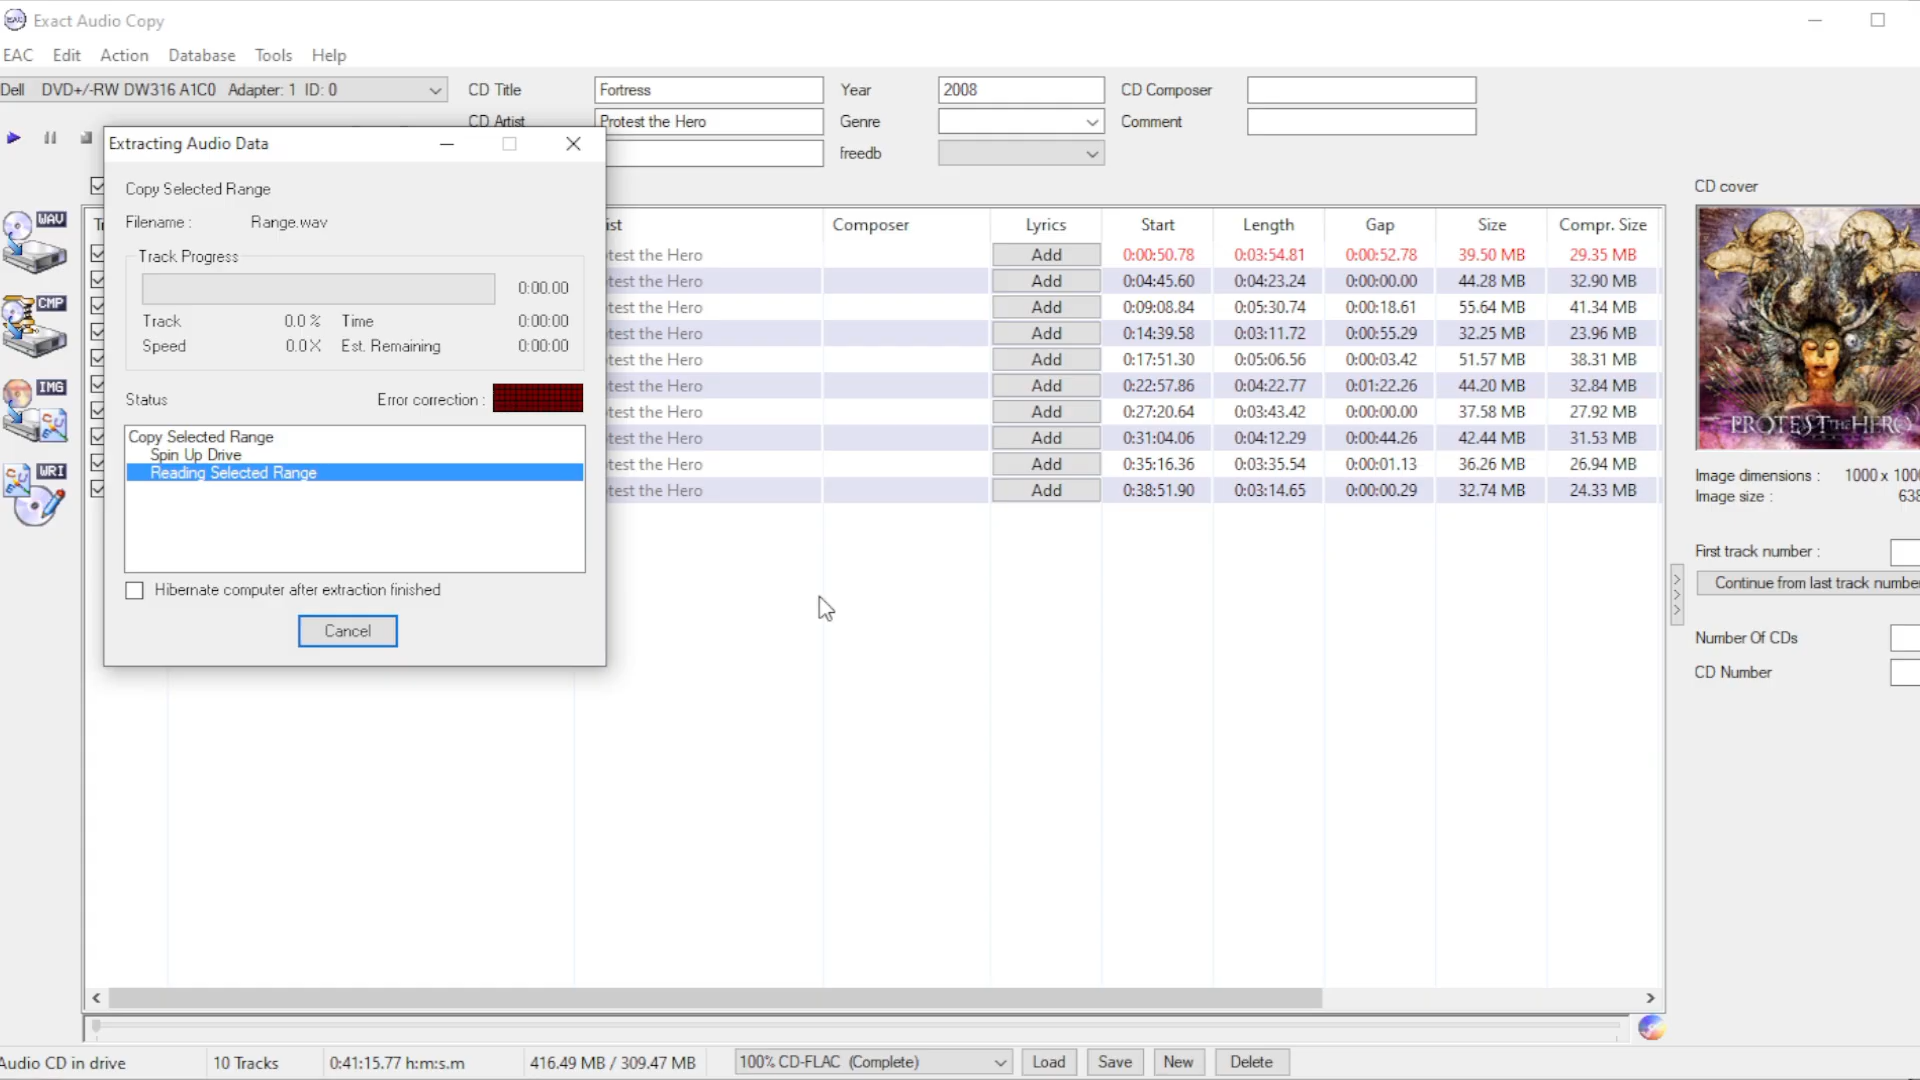 Exact Audio Copy
EAC Edit Action Database Tools Help
Dell DVD+/-RW DW316 A1C0 Adapter: 1 ID: 0
CD Title Fortress Year 2008 CD Composer
CD Artist Protest the Hero Genre Comment
freedb
Extracting Audio Data
Copy Selected Range
Filename : Range.wav
Track Progress
0:00.00
Track 0.0 % Time 0:00:00
Speed 0.0 X Est. Remaining 0:00:00
Status Error correction :
Copy Selected Range
Spin Up Drive
Reading Selected Range
Hibernate computer after extraction finished
Cancel
WAV
CMP
IMG
WRI
ist Composer Lyrics Start Length Gap Size Compr. Size
test the Hero Add 0:00:50.78 0:03:54.81 0:00:52.78 39.50 MB 29.35 MB
test the Hero Add 0:04:45.60 0:04:23.24 0:00:00.00 44.28 MB 32.90 MB
test the Hero Add 0:09:08.84 0:05:30.74 0:00:18.61 55.64 MB 41.34 MB
test the Hero Add 0:14:39.58 0:03:11.72 0:00:55.29 32.25 MB 23.96 MB
test the Hero Add 0:17:51.30 0:05:06.56 0:00:03.42 51.57 MB 38.31 MB
test the Hero Add 0:22:57.86 0:04:22.77 0:01:22.26 44.20 MB 32.84 MB
test the Hero Add 0:27:20.64 0:03:43.42 0:00:00.00 37.58 MB 27.92 MB
test the Hero Add 0:31:04.06 0:04:12.29 0:00:44.26 42.44 MB 31.53 MB
test the Hero Add 0:35:16.36 0:03:35.54 0:00:01.13 36.26 MB 26.94 MB
test the Hero Add 0:38:51.90 0:03:14.65 0:00:00.29 32.74 MB 24.33 MB
CD cover
PROTEST THE HERO
Image dimensions : 1000 x 1000
Image size : 638
First track number :
Continue from last track number
Number Of CDs
CD Number
Audio CD in drive 10 Tracks 0:41:15.77 h:m:s.m 416.49 MB / 309.47 MB 100% CD-FLAC (Complete) Load Save New Delete